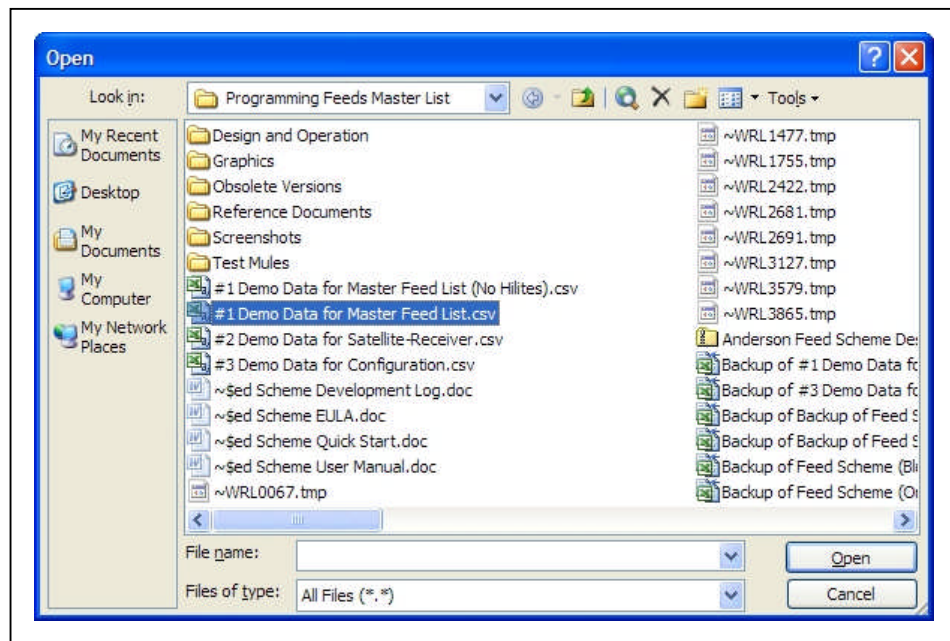 Open
Look in:
Programming Feeds Master List
Tools
My Recent
Documents
Desktop
My
Documents
My
Computer
My Network
Places
Design and Operation
Graphics
Obsolete Versions
Reference Documents
Screenshots
Test Mules
#1 Demo Data for Master Feed List (No Hilites).csv
#1 Demo Data for Master Feed List.csv
#2 Demo Data for Satellite-Receiver.csv
#3 Demo Data for Configuration.csv
~$ed Scheme Development Log.doc
~$ed Scheme EULA.doc
~$ed Scheme Quick Start.doc
~$ed Scheme User Manual.doc
~WRL0067.tmp
~WRL1477.tmp
~WRL1755.tmp
~WRL2422.tmp
~WRL2681.tmp
~WRL2691.tmp
~WRL3127.tmp
~WRL3579.tmp
~WRL3865.tmp
Anderson Feed Scheme
Backup of #1 Demo Data
Backup of #3 Demo Data
Backup of Backup of Feed
Backup of Backup of Feed
Backup of Feed Scheme
Backup of Feed Scheme
File name:
Open
Files of type:
All Files (*.*)
Cancel